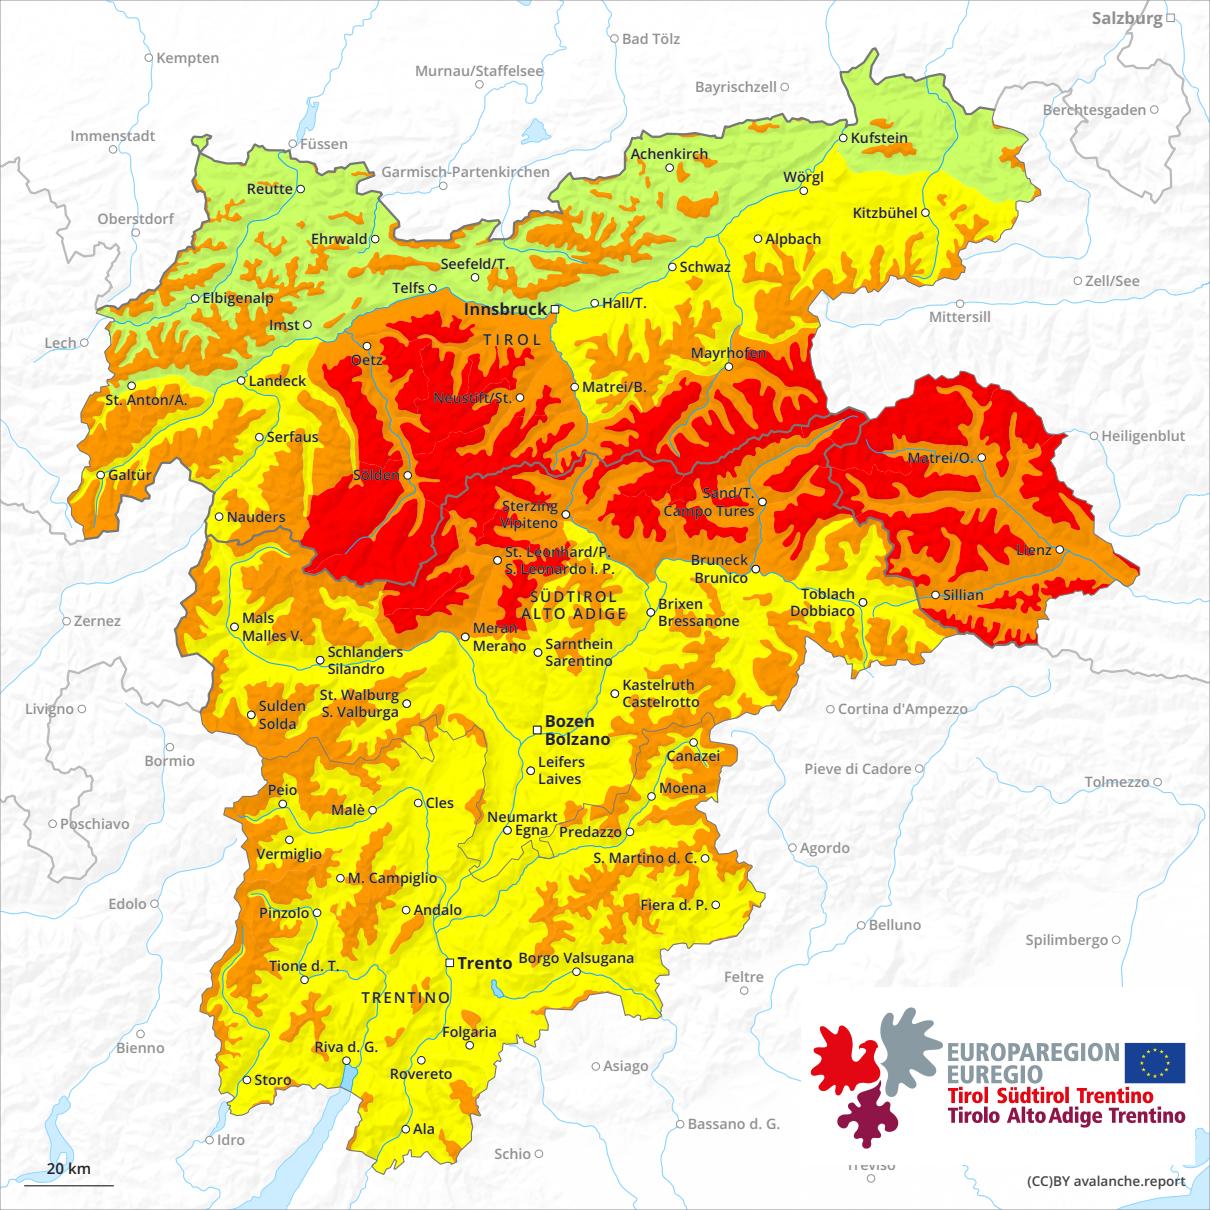 Salzburg
Bad Tölz
Kempten
Murnau/Staffelsee
Bayrischzell
Berchtesgaden
Immenstadt
Füssen
Kufstein
Achenkirch
Garmisch-Partenkirchen
Reutte
Wörgl
Oberstdorf
Kitzbühel
Ehrwald
Alpbach
Seefeld/T.
Schwaz
Zell/See
Telfs
Elbigenalp
Innsbruck
Hall/T.
Mittersill
Imst
TIROL
Lech
Oetz
Mayrhofen
Landeck
Matrei/B.
St. Anton/A.
Neustift/St.
Serfaus
Heiligenblut
Matrei/O.
Galtür
Sölden
Sand/T.
Campo Tures
Sterzing
Vipiteno
Nauders
St. Leonhard/P.
S. Leonardo i. P.
Lienz
Bruneck
Brunico
SÜDTIROL
ALTO ADIGE
Toblach
Dobbiaco
Sillian
Brixen
Bressanone
Zernez
Mals
Malles V.
Meran
Merano
Sarnthein
Sarentino
Schlanders
Silandro
Kastelruth
Castelrotto
St. Walburg
S. Valburga
Livigno
Sulden
Solda
Cortina d'Ampezzo
Bozen
Bolzano
Bormio
Canazei
Leifers
Laives
Pieve di Cadore
Tolmezzo
Peio
Moena
Malè
Cles
Neumarkt
Egna
Predazzo
Poschiavo
Vermiglio
S. Martino d. C.
Agordo
M. Campiglio
Edolo
Pinzolo
Andalo
Fiera d. P.
Belluno
Spilimbergo
Tione d. T.
Trento
Borgo Valsugana
Feltre
TRENTINO
Folgaria
Bienno
Riva d. G.
Rovereto
Asiago
Storo
EUROPAREGION
EUREGIO
Tirol Südtirol Trentino
Tirolo Alto Adige Trentino
Ala
Bassano d. G.
Idro
Schio
Treviso
20 km
(CC)BY avalanche.report